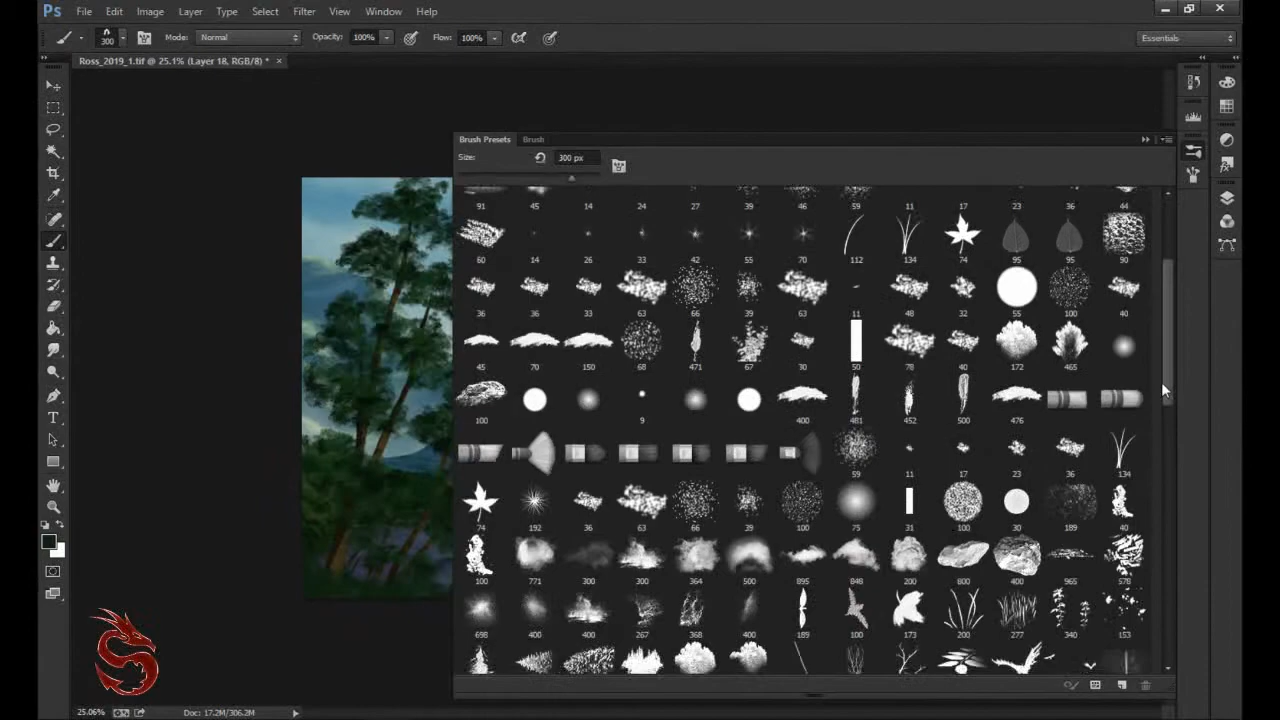 Ps File Edit Image Layer Type Select Filter View Window Help
300 Mode: Normal Opacity: 100% Flow: 100% Essentials
Ross_2019_1.tif @ 25.1% (Layer 18, RGB/8) * ×
Brush Presets Brush
Size: 300 px
91 45 14 24 27 39 46 59 11 17 23 36 44
60 14 26 33 42 55 70 112 134 74 95 95 90
36 36 33 63 66 39 63 11 48 32 55 100 40
45 70 150 68 471 67 30 50 78 40 172 465
100 9 400 481 452 500 476
59 11 17 23 36 134
74 192 36 63 66 39 100 75 31 100 30 189 40
100 771 300 300 364 500 895 848 200 800 400 965 578
698 400 400 267 368 400 189 100 173 200 277 340 153
25.06% Doc: 17.2M/306.2M